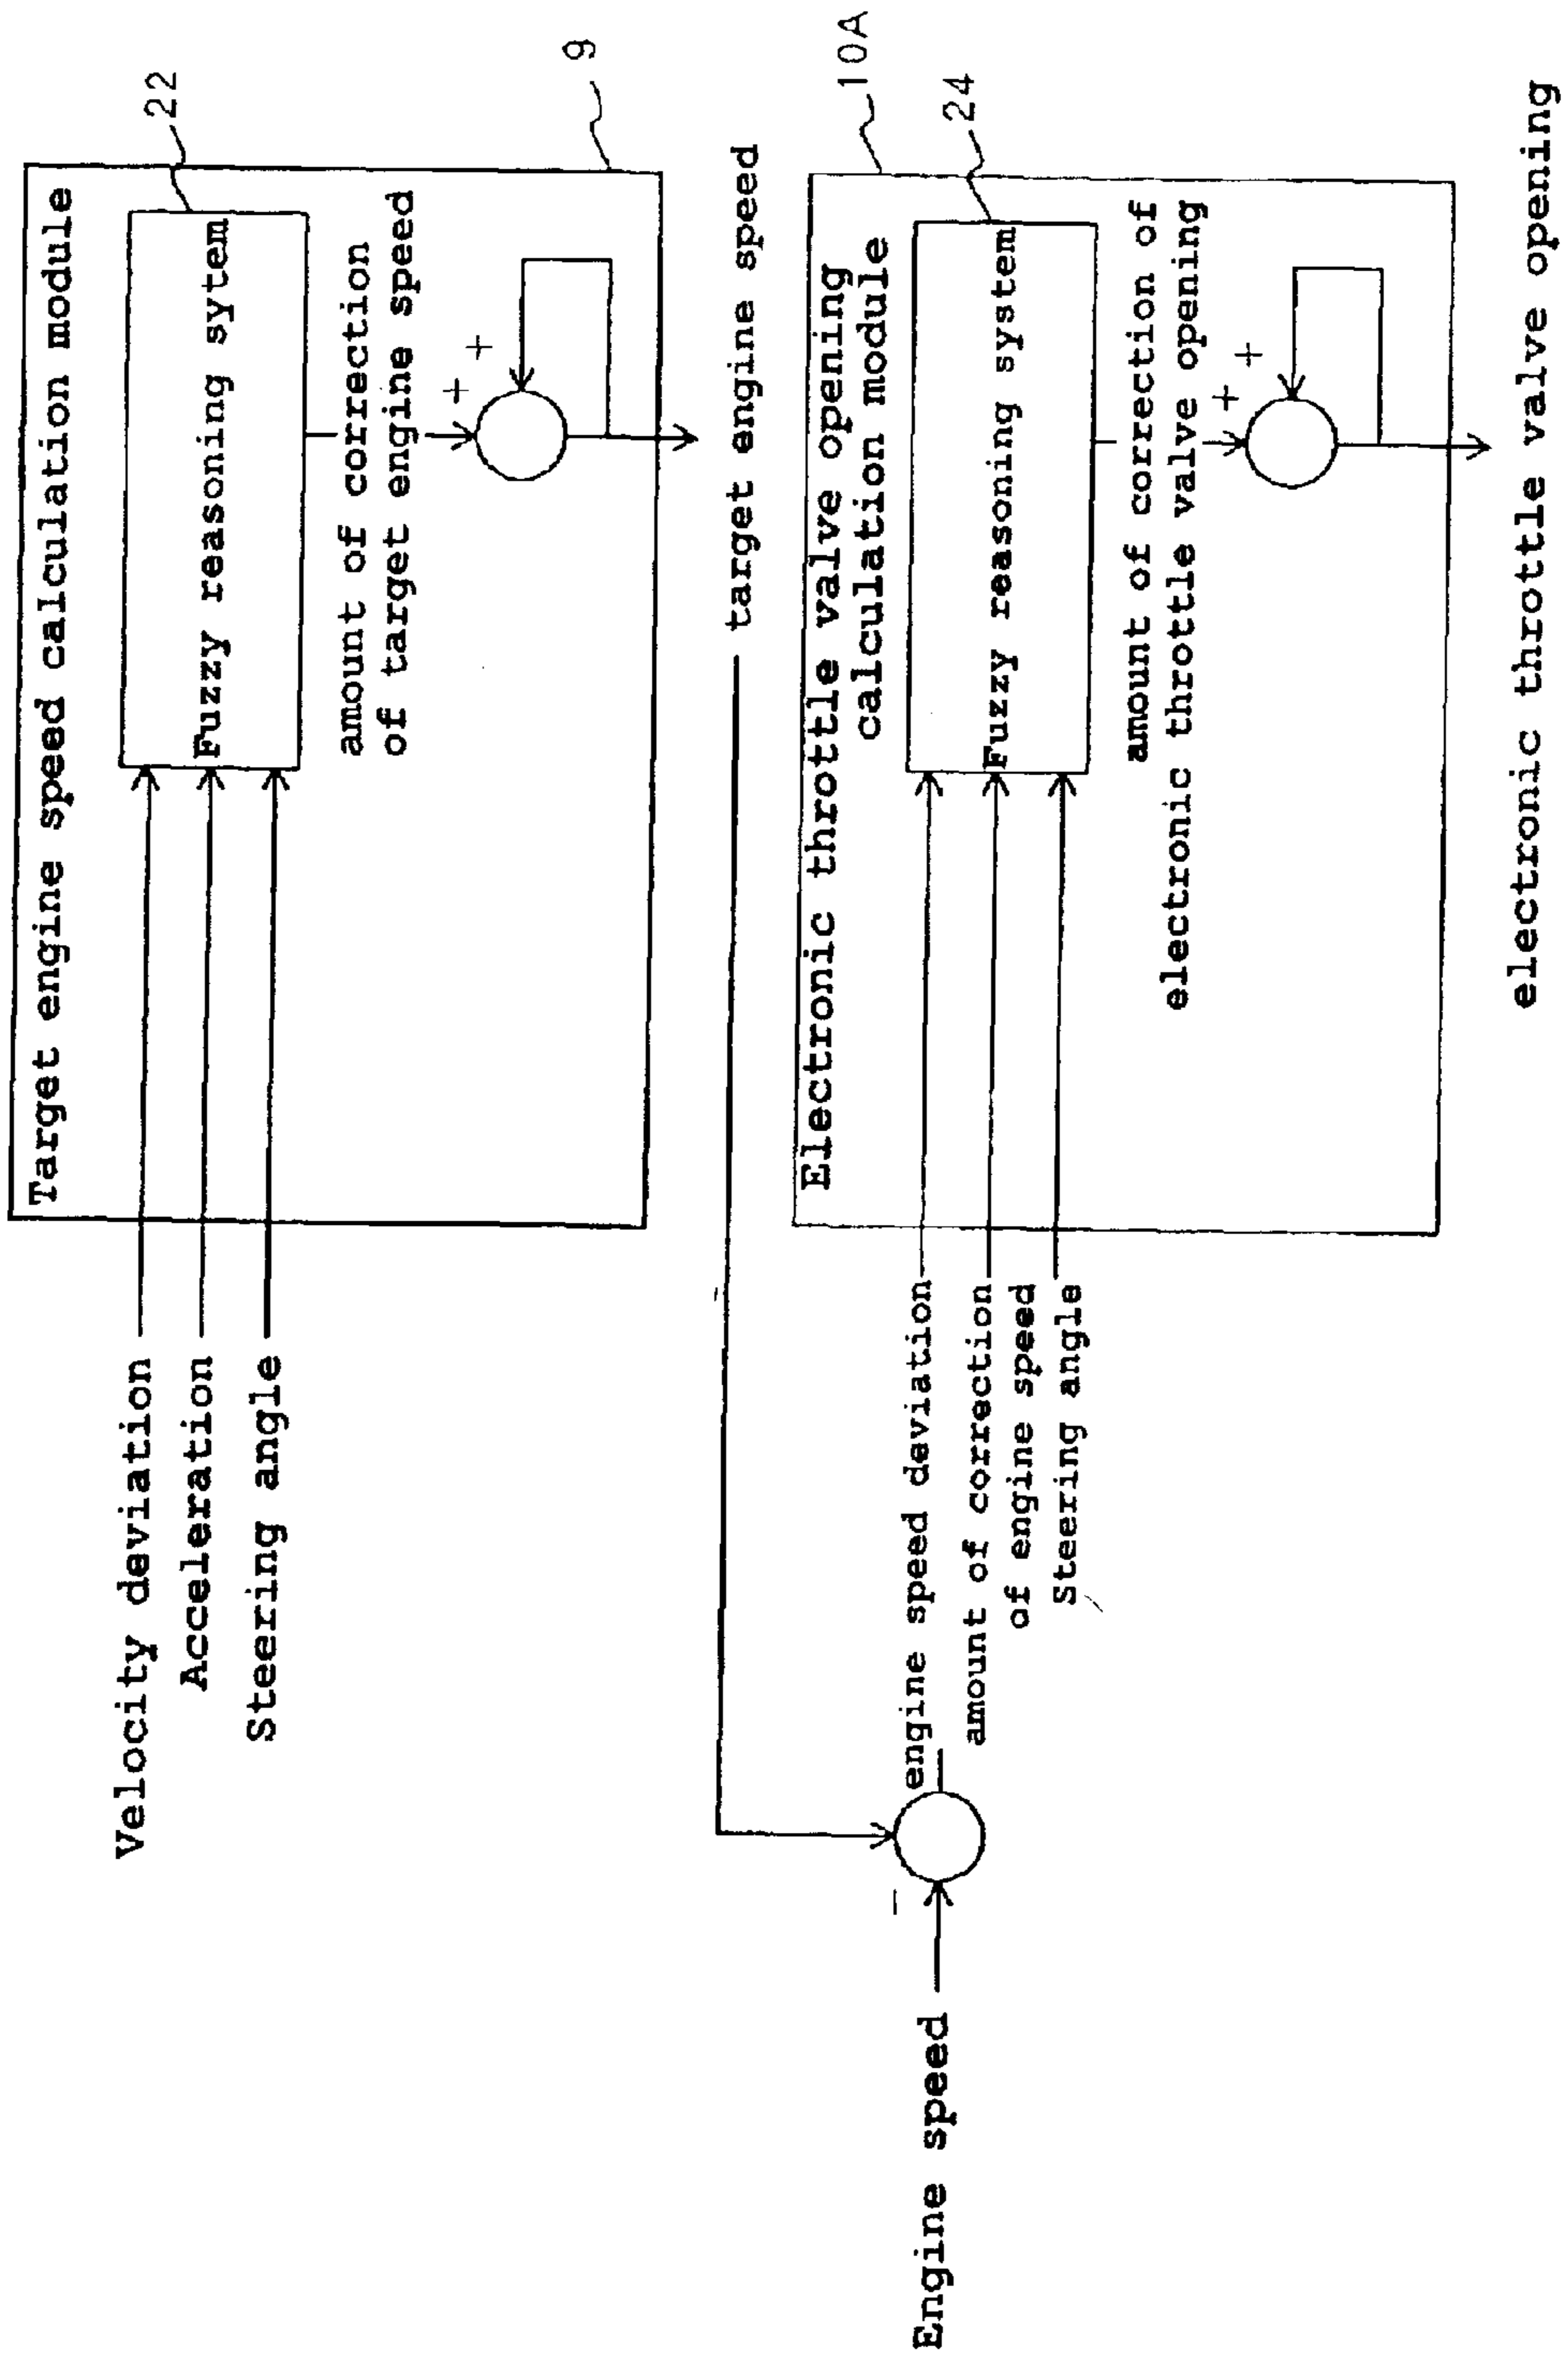 Target engine speed calculation module
22
Velocity deviation
Acceleration
Steering angle
Fuzzy reasoning sytem
amount of correction
of target engine speed
+
+
9
target engine speed
Electronic throttle valve opening
calculation module
10A
24
-
Engine speed
engine speed deviation
amount of correction
of engine speed
Steering angle
Fuzzy reasoning system
amount of correction of
electronic throttle valve opening
+
+
electronic throttle valve opening